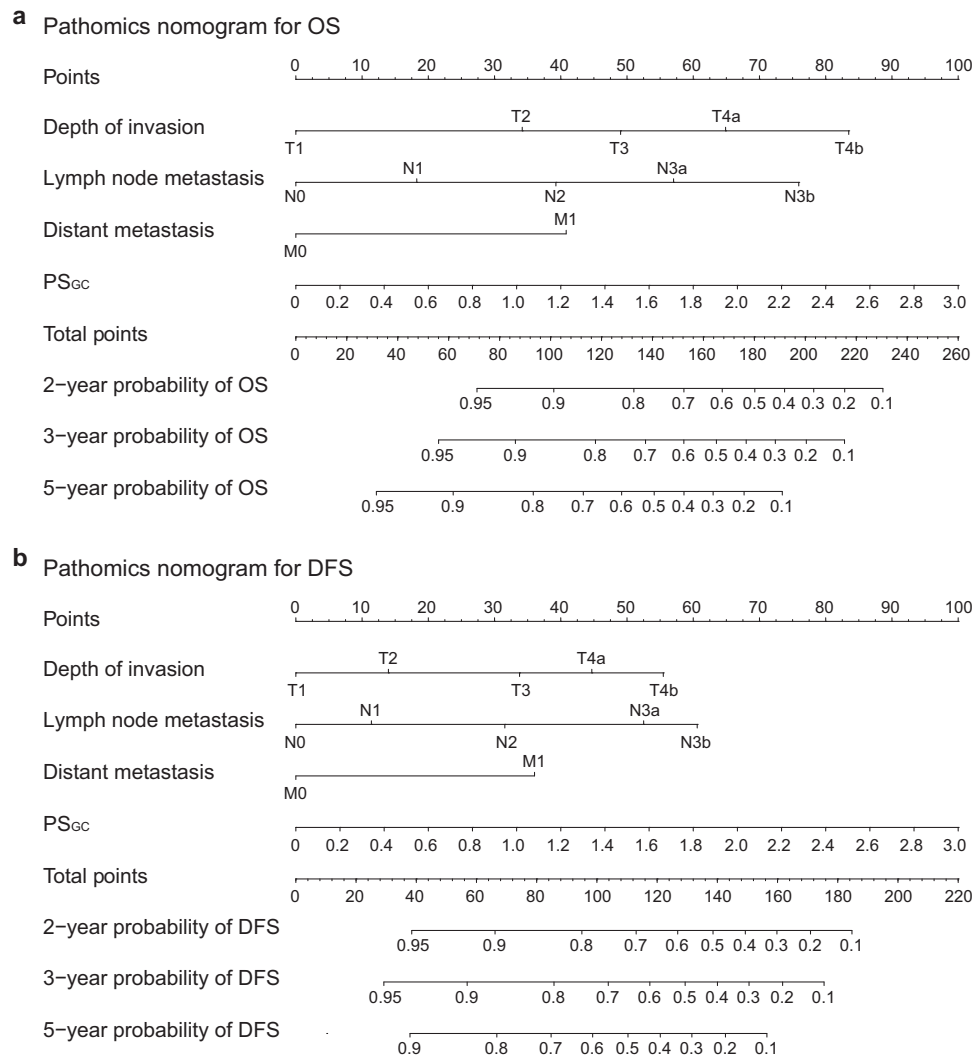 a Pathomics nomogram for OS
0 10 20 30 40 50 60 70 80 90 100
Points
T2 T4a
Depth of invasion
T1 T3 T4b
N1 N3a
Lymph node metastasis
N0 N2 N3b
M1
Distant metastasis
M0
PSGC
0 0.2 0.4 0.6 0.8 1.0 1.2 1.4 1.6 1.8 2.0 2.2 2.4 2.6 2.8 3.0
Total points
0 20 40 60 80 100 120 140 160 180 200 220 240 260
2−year probability of OS
0.95 0.9 0.8 0.7 0.6 0.5 0.4 0.3 0.2 0.1
3−year probability of OS
0.95 0.9 0.8 0.7 0.6 0.5 0.4 0.3 0.2 0.1
5−year probability of OS
0.95 0.9 0.8 0.7 0.6 0.5 0.4 0.3 0.2 0.1
b Pathomics nomogram for DFS
0 10 20 30 40 50 60 70 80 90 100
Points
T2 T4a
Depth of invasion
T1 T3 T4b
N1 N3a
Lymph node metastasis
N0 N2 N3b
M1
Distant metastasis
M0
PSGC
0 0.2 0.4 0.6 0.8 1.0 1.2 1.4 1.6 1.8 2.0 2.2 2.4 2.6 2.8 3.0
Total points
0 20 40 60 80 100 120 140 160 180 200 220
2−year probability of DFS
0.95 0.9 0.8 0.7 0.6 0.5 0.4 0.3 0.2 0.1
3−year probability of DFS
0.95 0.9 0.8 0.7 0.6 0.5 0.4 0.3 0.2 0.1
5−year probability of DFS
0.9 0.8 0.7 0.6 0.5 0.4 0.3 0.2 0.1